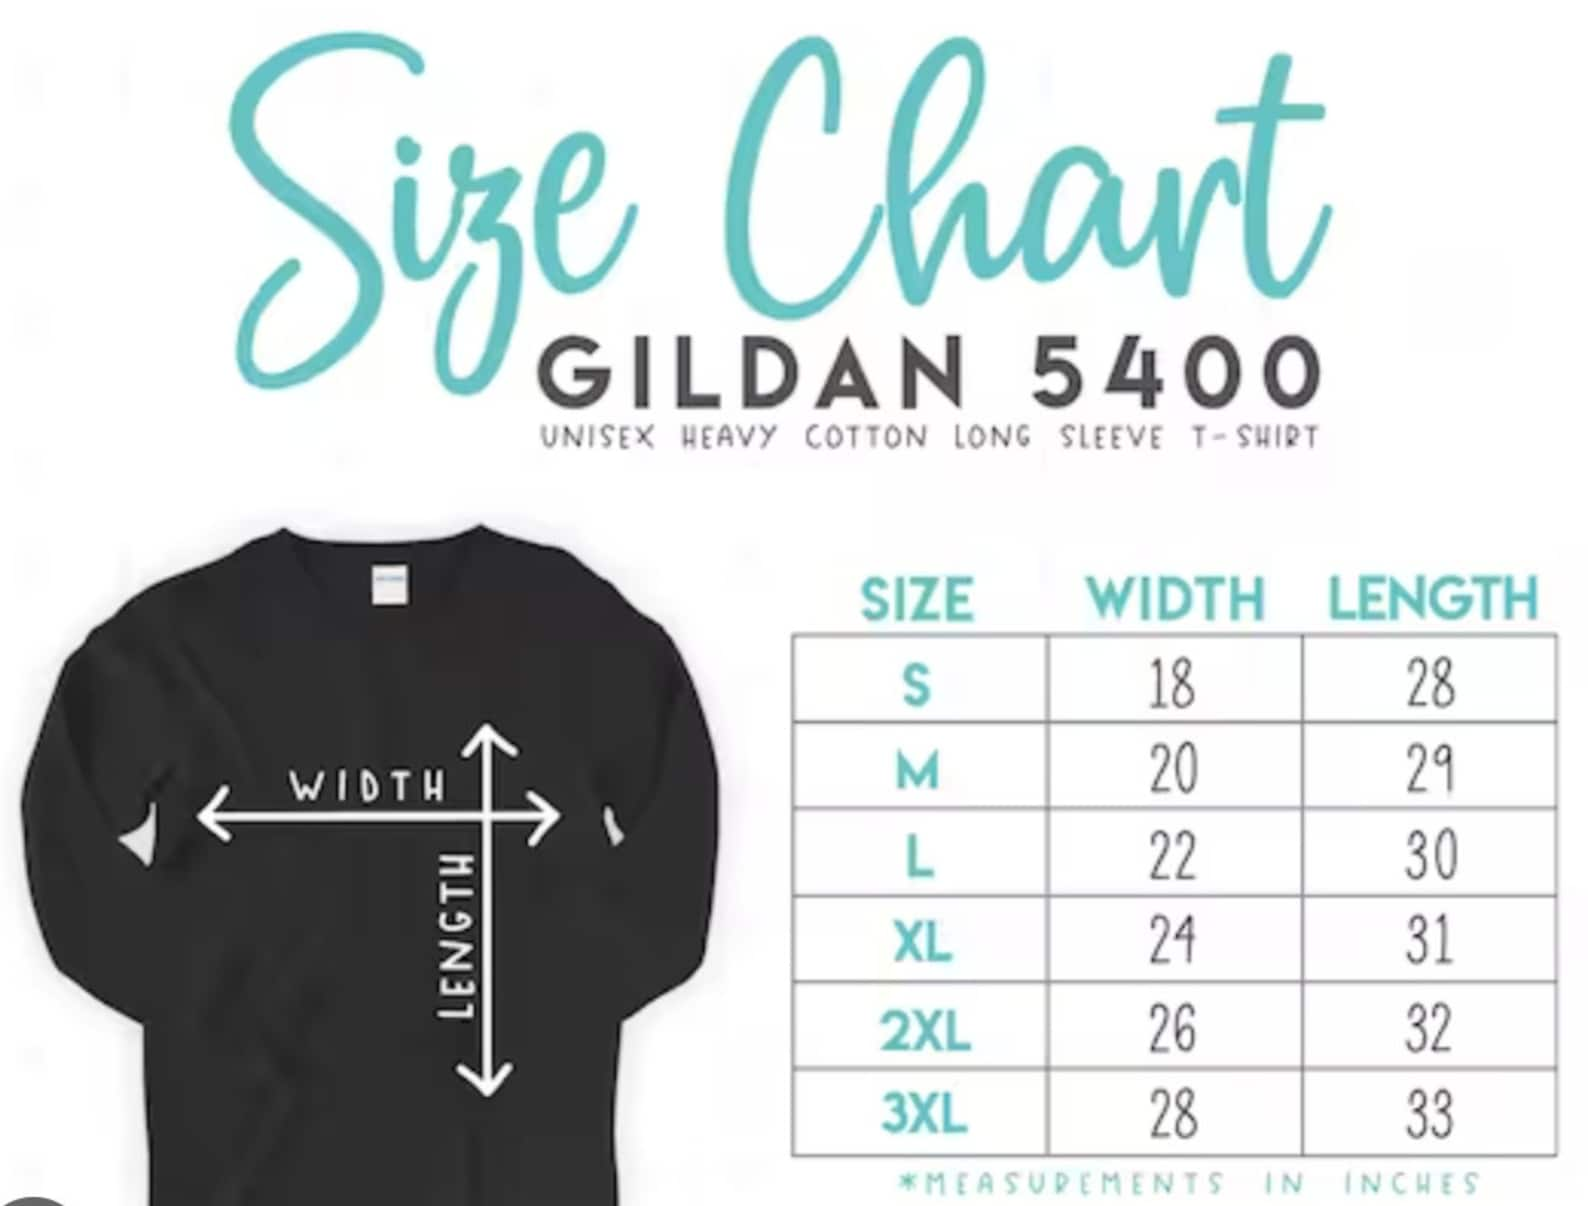 Size Chart
GILDAN 5400
UNISEX HEAVY COTTON LONG SLEEVE T-SHIRT
WIDTH
LENGTH
SIZE WIDTH LENGTH
S 18 28
M 20 29
L 22 30
XL 24 31
2XL 26 32
3XL 28 33
*MEASUREMENTS IN INCHES